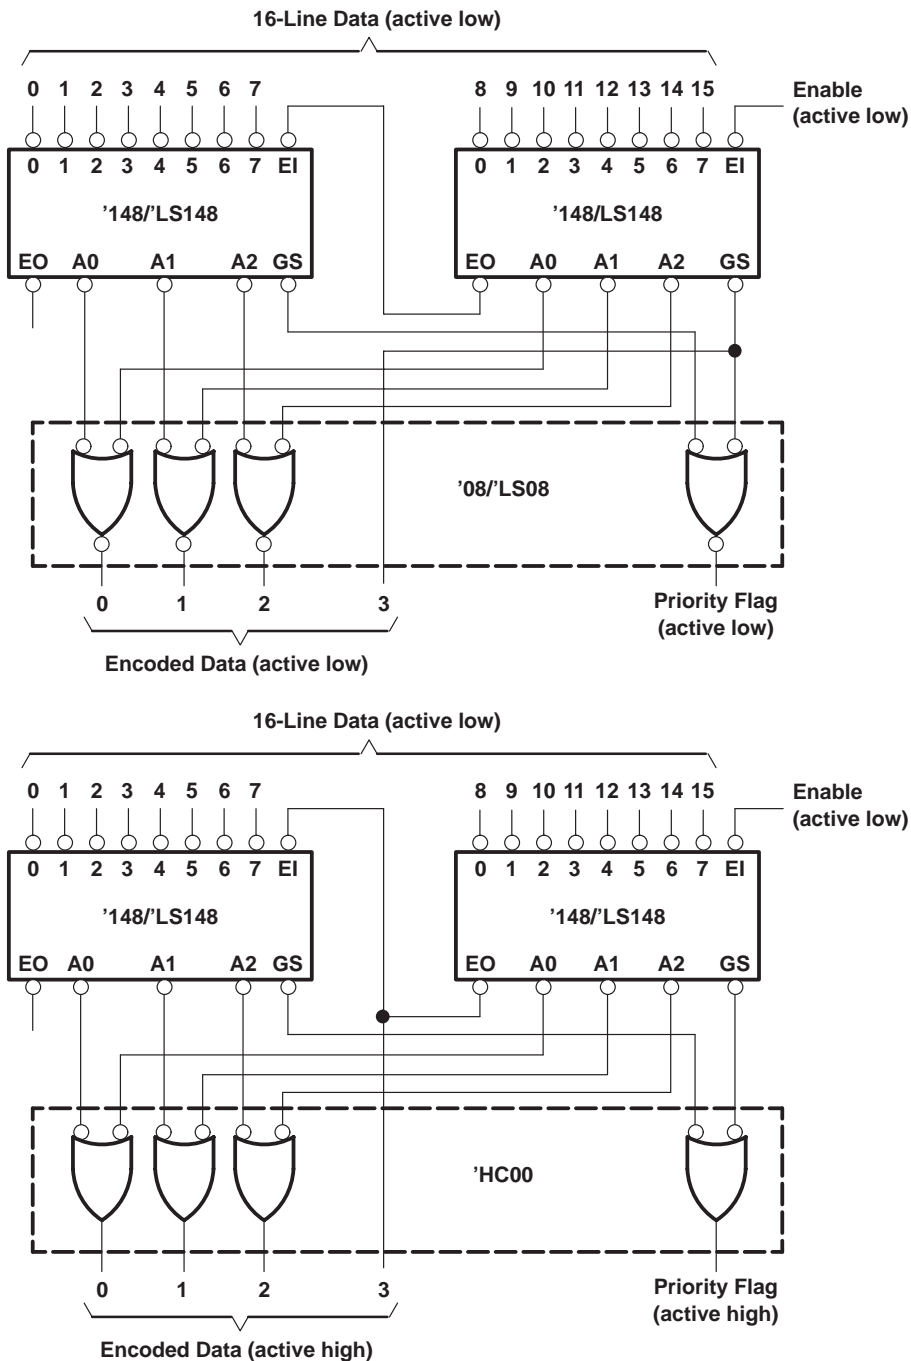 16-Line Data (active low)
0 1 2 3 4 5 6 7 8 9 10 11 12 13 14 15 Enable
(active low)
0 1 2 3 4 5 6 7 EI 0 1 2 3 4 5 6 7 EI
’148/’LS148 ’148/LS148
EO A0 A1 A2 GS EO A0 A1 A2 GS
’08/’LS08
0 1 2 3 Priority Flag
(active low)
Encoded Data (active low)
16-Line Data (active low)
0 1 2 3 4 5 6 7 8 9 10 11 12 13 14 15 Enable
(active low)
0 1 2 3 4 5 6 7 EI 0 1 2 3 4 5 6 7 EI
’148/’LS148 ’148/’LS148
EO A0 A1 A2 GS EO A0 A1 A2 GS
’HC00
0 1 2 3 Priority Flag
(active high)
Encoded Data (active high)